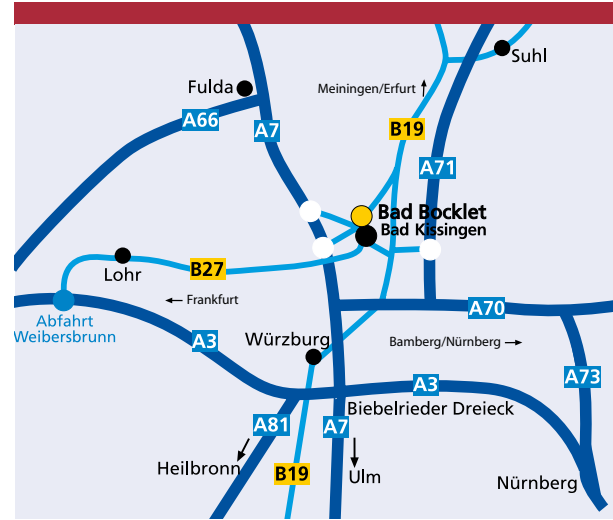 Suhl
Fulda
Meiningen/Erfurt
A66
A7
B19
A71
Bad Bocklet
Bad Kissingen
Lohr
B27
Frankfurt
A70
Abfahrt
Weibersbrunn
A3
Würzburg
Bamberg/Nürnberg
A73
A3
Biebelrieder Dreieck
A81
A7
Heilbronn
B19
Ulm
Nürnberg